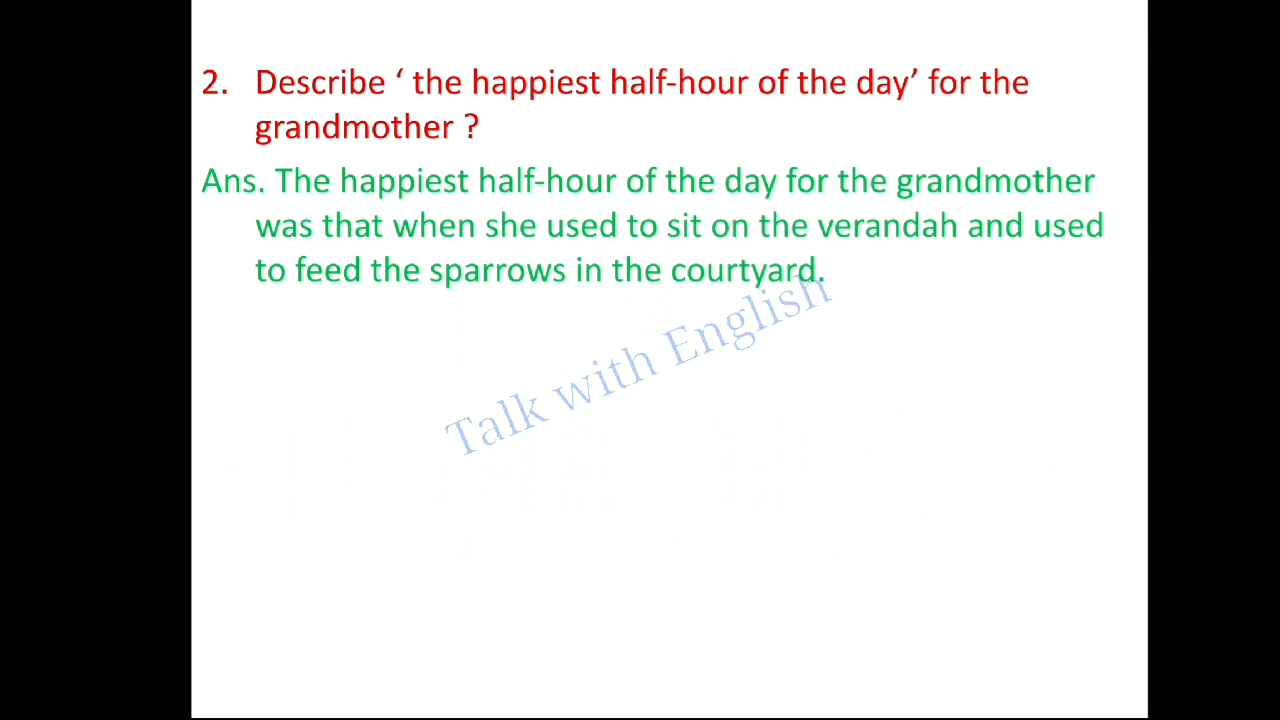 2. Describe ‘ the happiest half-hour of the day’ for the
grandmother ?
Ans. The happiest half-hour of the day for the grandmother
was that when she used to sit on the verandah and used
to feed the sparrows in the courtyard.
Talk with English